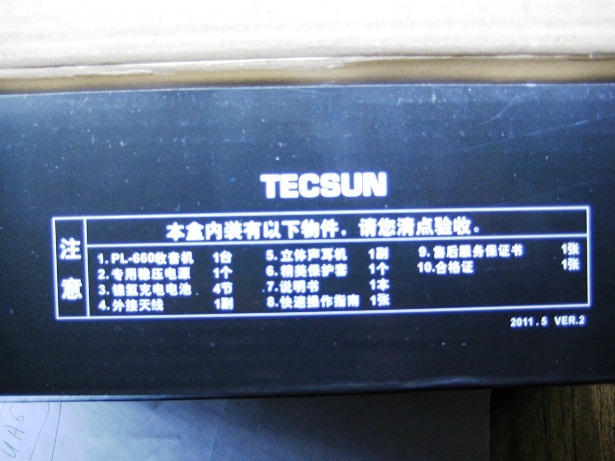 TECSUN
注意
本盒内装有以下物件，请您清点验收。
1. PL-660收音机 1台
2. 专用稳压电源 1个
3. 镍氢充电电池 4节
4. 外接天线 1副
5. 立体声耳机 1副
6. 精美保护套 1个
7. 说明书 1本
8. 快速操作指南 1张
9. 售后服务保证书 1张
10. 合格证 1张
2011.5 VER.2
UA6